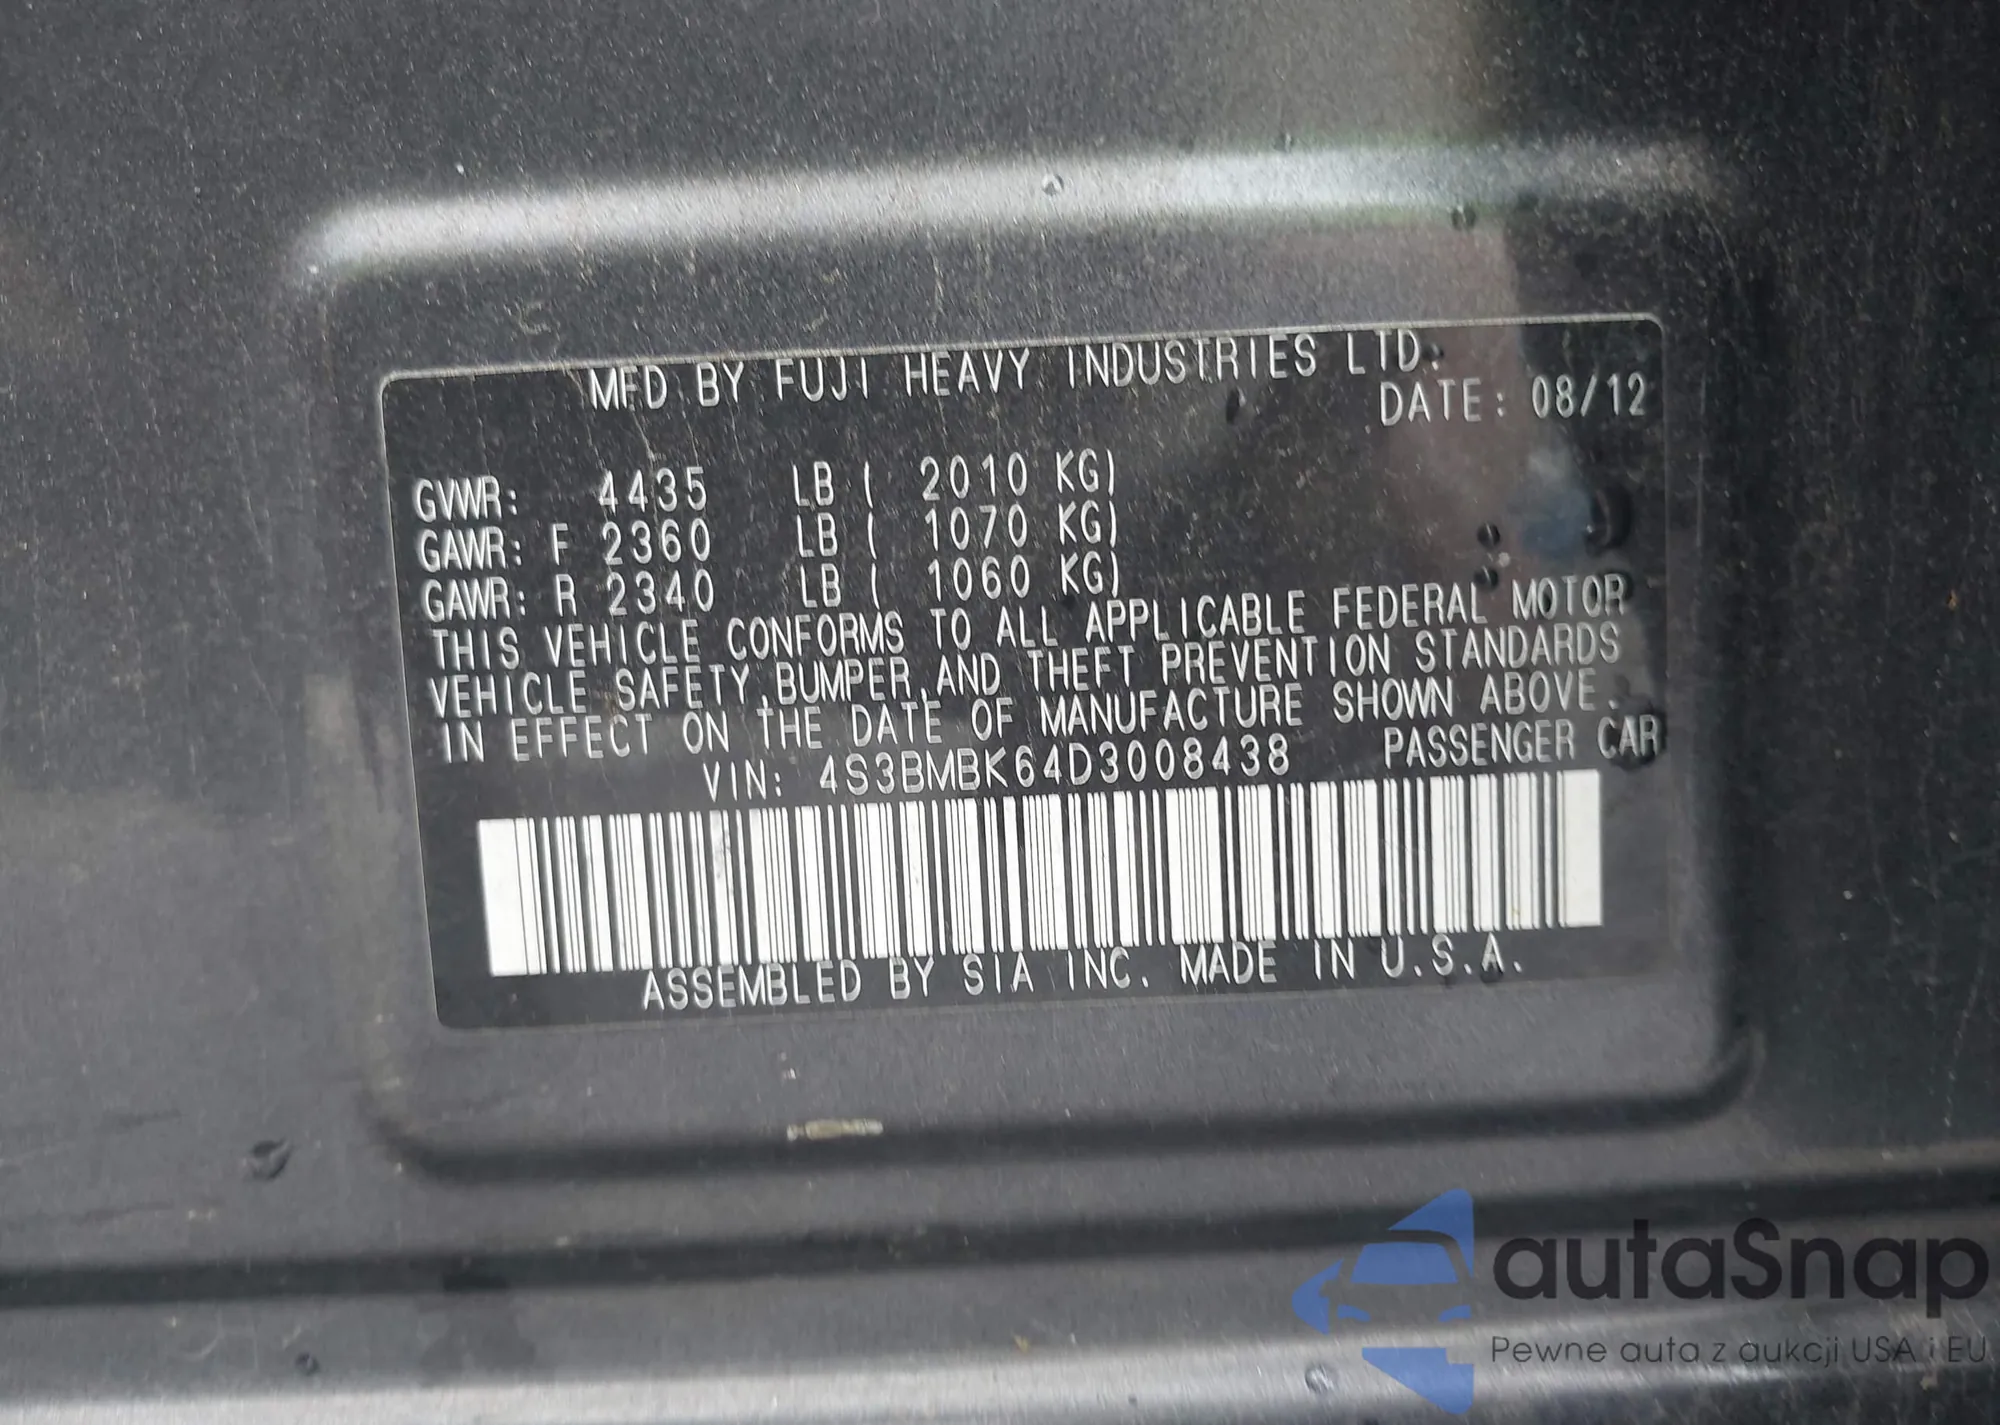 MFD BY FUJI HEAVY INDUSTRIES LTD.
DATE: 08/12
GVWR: 4435 LB ( 2010 KG)
GAWR: F 2360 LB ( 1070 KG)
GAWR: R 2340 LB ( 1060 KG)
THIS VEHICLE CONFORMS TO ALL APPLICABLE FEDERAL MOTOR
VEHICLE SAFETY,BUMPER,AND THEFT PREVENTION STANDARDS
IN EFFECT ON THE DATE OF MANUFACTURE SHOWN ABOVE.
VIN: 4S3BMBK64D3008438 PASSENGER CAR
ASSEMBLED BY SIA INC. MADE IN U.S.A.
autaSnap
Pewne auta z aukcji USA i EU